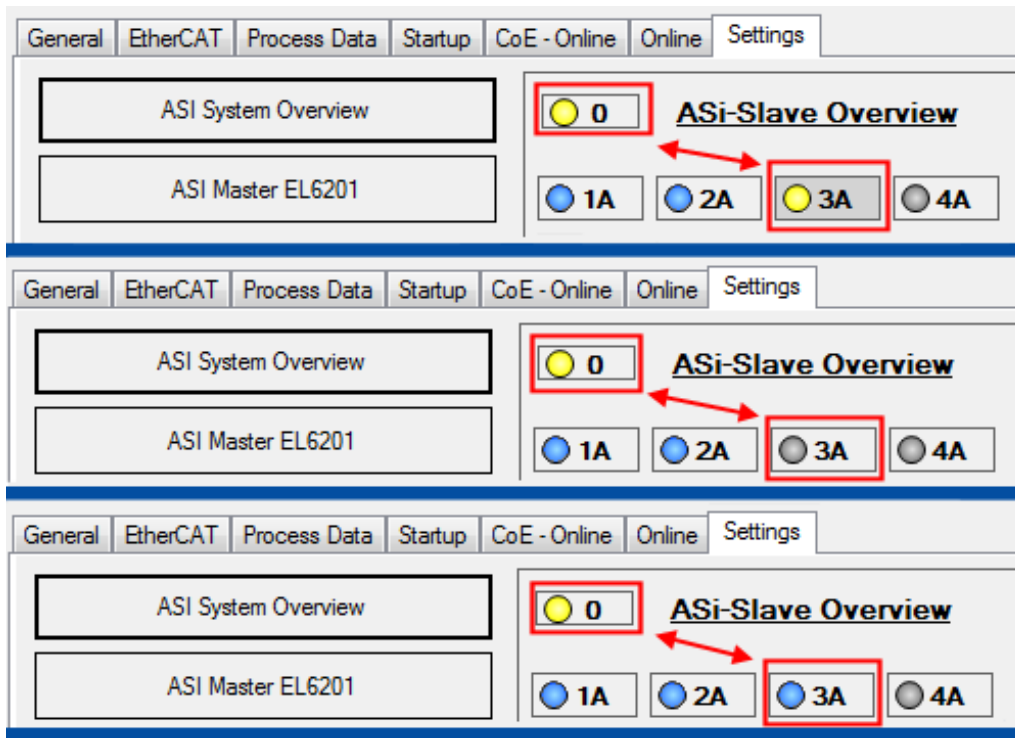 General EtherCAT Process Data Startup CoE - Online Online Settings
ASI System Overview
0 ASi-Slave Overview
ASI Master EL6201
1A 2A 3A 4A
General EtherCAT Process Data Startup CoE - Online Online Settings
ASI System Overview
0 ASi-Slave Overview
ASI Master EL6201
1A 2A 3A 4A
General EtherCAT Process Data Startup CoE - Online Online Settings
ASI System Overview
0 ASi-Slave Overview
ASI Master EL6201
1A 2A 3A 4A